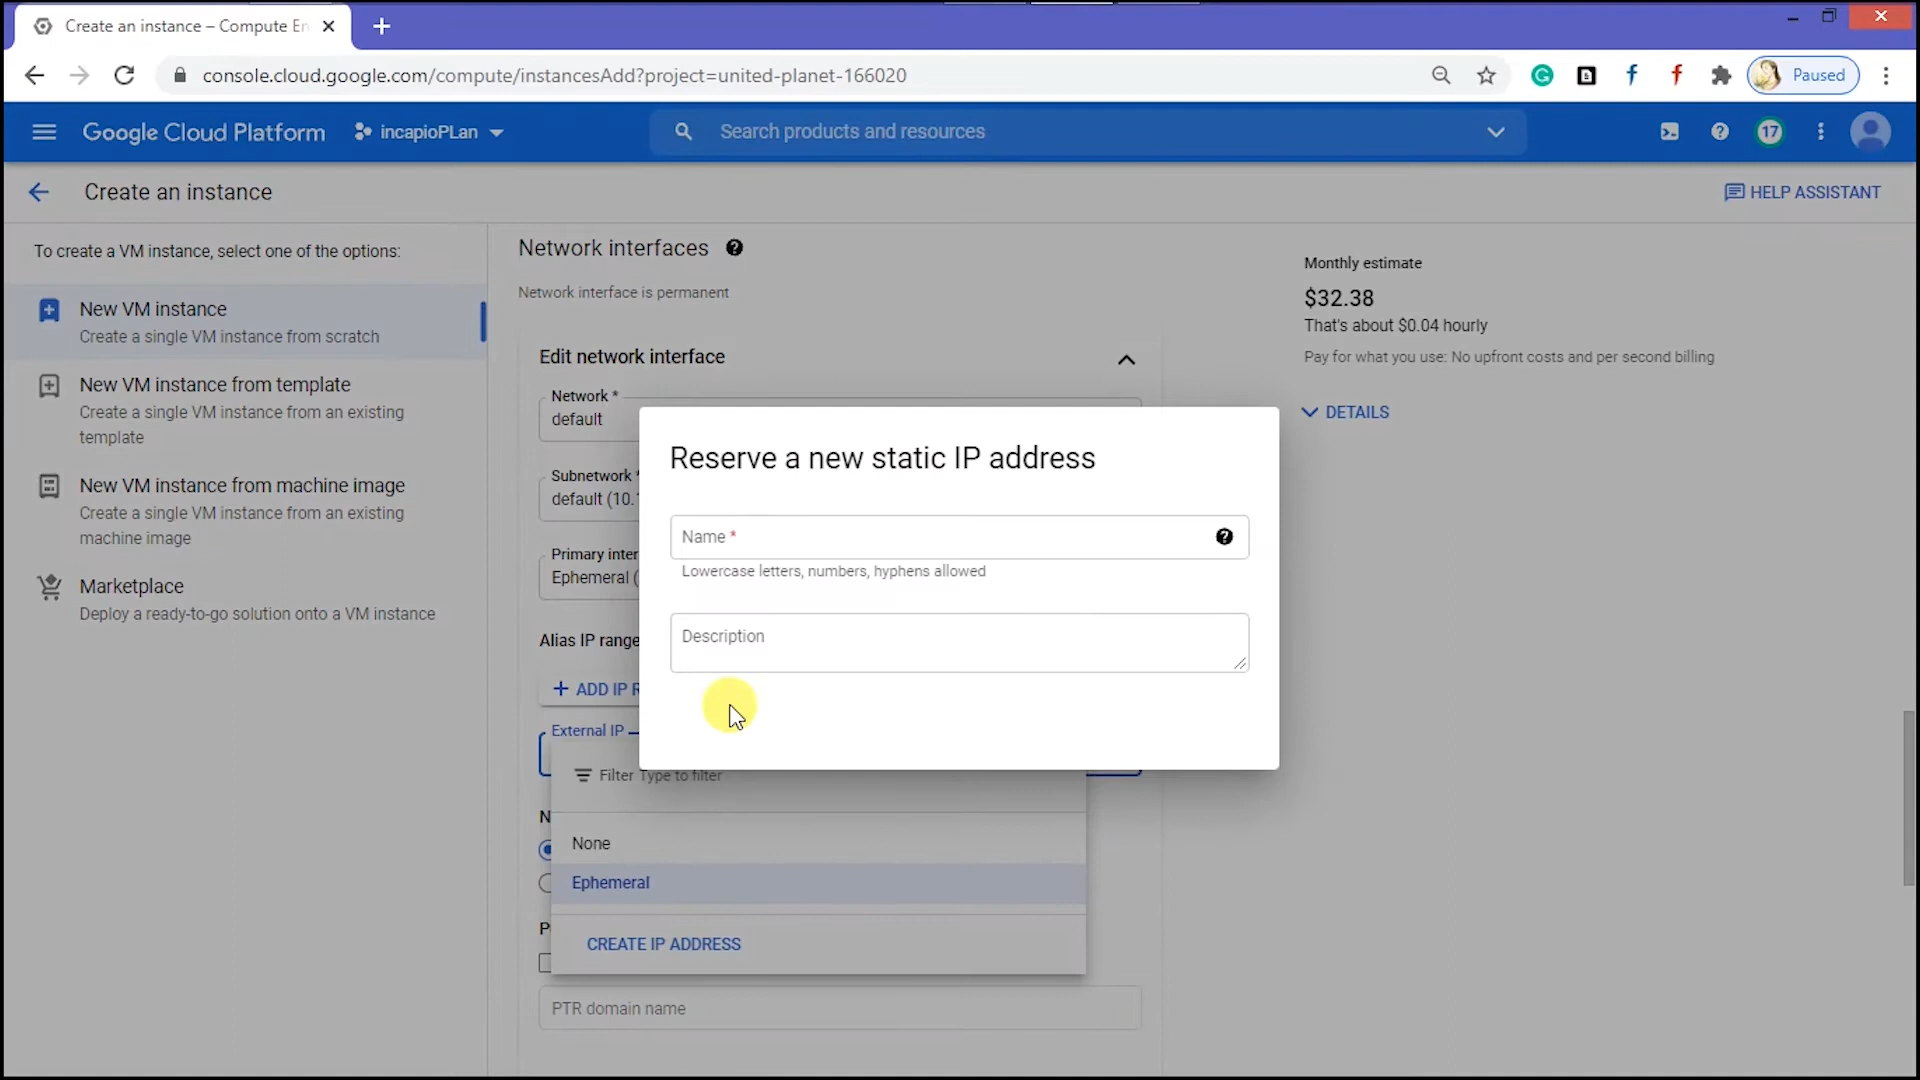 Create an instance – Compute En
console.cloud.google.com/compute/instancesAdd?project=united-planet-166020
Paused
Google Cloud Platform
incapioPLan
Search products and resources
17
Create an instance
HELP ASSISTANT
To create a VM instance, select one of the options:
New VM instance
Create a single VM instance from scratch
New VM instance from template
Create a single VM instance from an existing
template
New VM instance from machine image
Create a single VM instance from an existing
machine image
Marketplace
Deploy a ready-to-go solution onto a VM instance
Network interfaces
Network interface is permanent
Edit network interface
Network *
default
Subnetwork *
default (10.1
Primary inter
Ephemeral (
Alias IP range
+ ADD IP R
External IP
Filter Type to filter
None
Ephemeral
CREATE IP ADDRESS
N
P
PTR domain name
Reserve a new static IP address
Name *
Lowercase letters, numbers, hyphens allowed
Description
Monthly estimate
$32.38
That's about $0.04 hourly
Pay for what you use: No upfront costs and per second billing
DETAILS